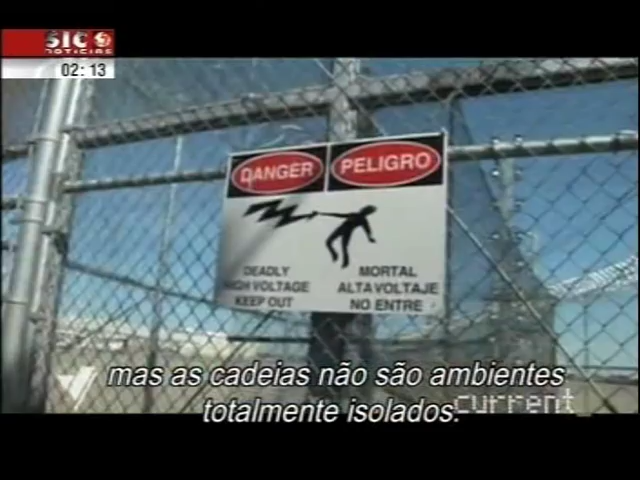 SIC
NOTÍCIAS
02:13
DANGER
PELIGRO
DEADLY
HIGH VOLTAGE
KEEP OUT
MORTAL
ALTA VOLTAJE
NO ENTRE
mas as cadeias não são ambientes
totalmente isolados.
current